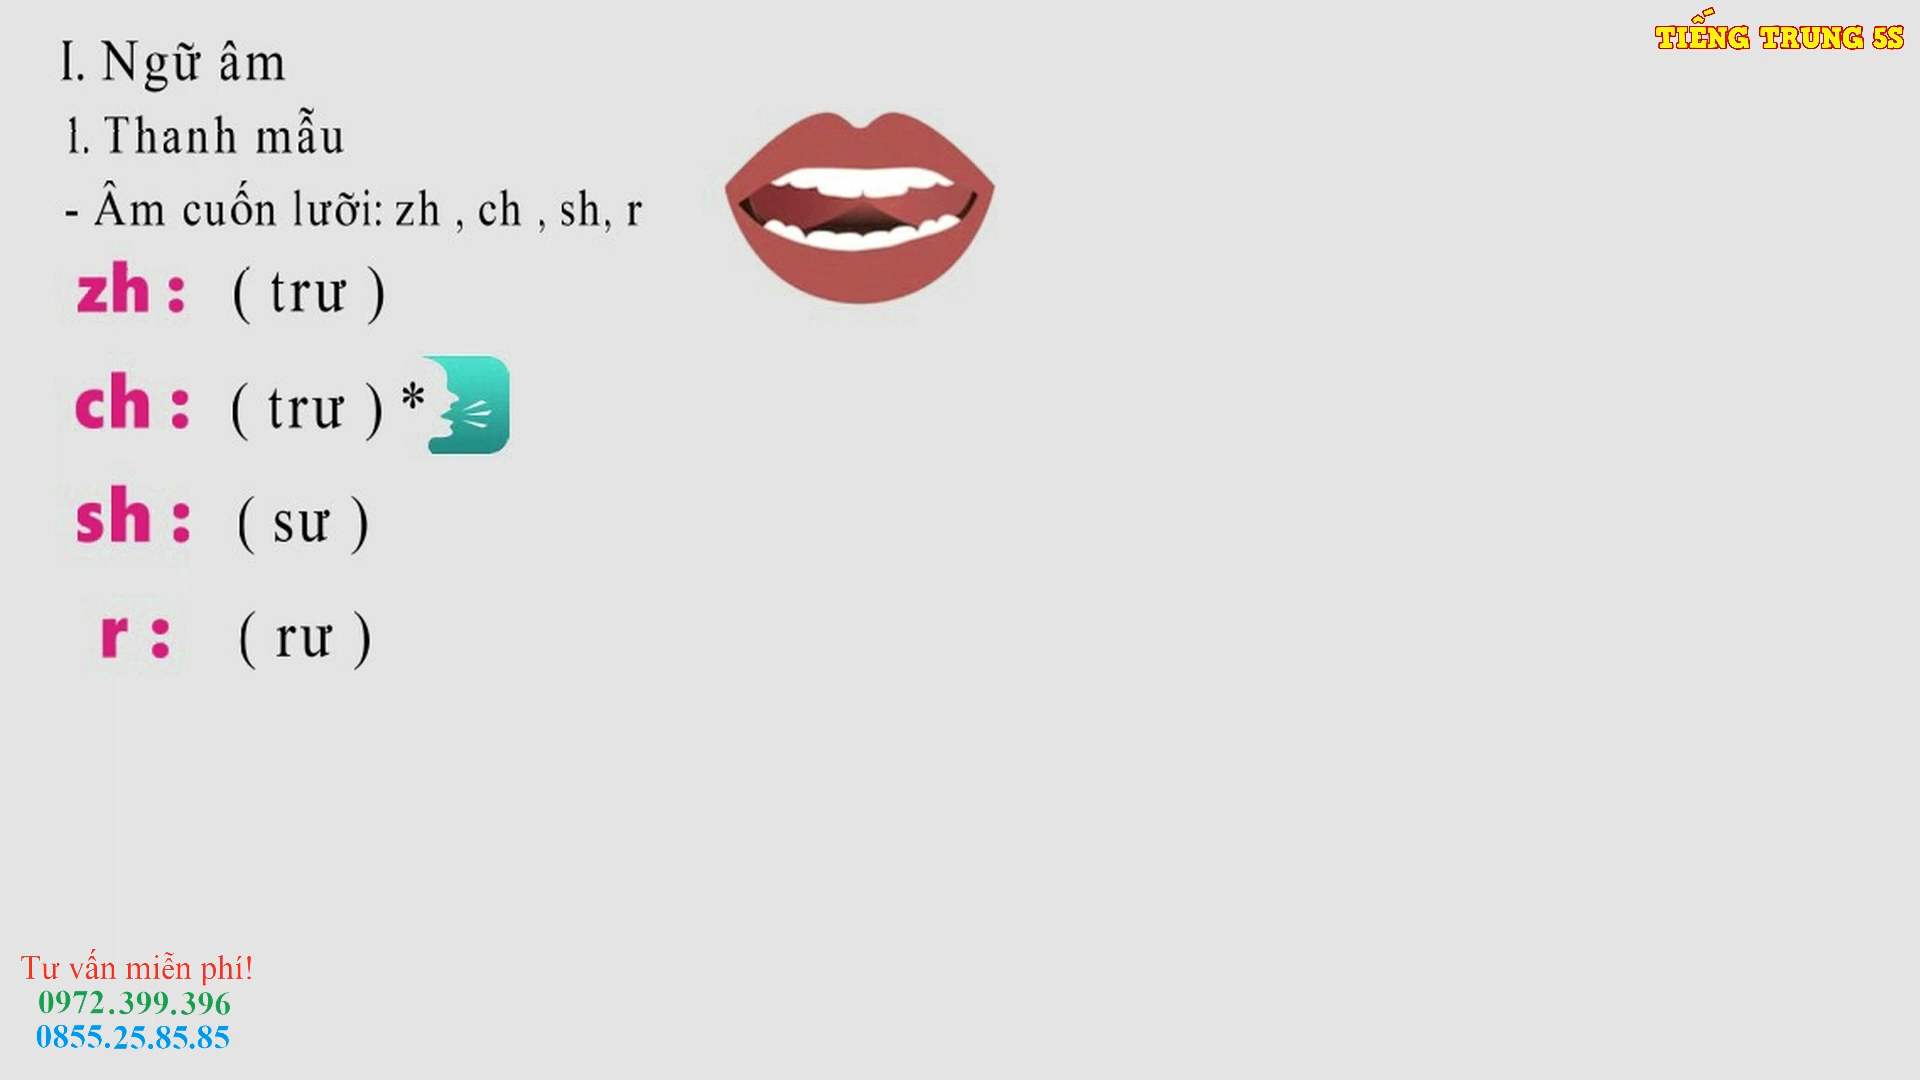 TIẾNG TRUNG 5S
I. Ngữ âm
1. Thanh mẫu
- Âm cuốn lưỡi: zh , ch , sh, r
zh : ( trư )
ch : ( trư ) *
sh : ( sư )
r : ( rư )
Tư vấn miễn phí!
0972.399.396
0855.25.85.85